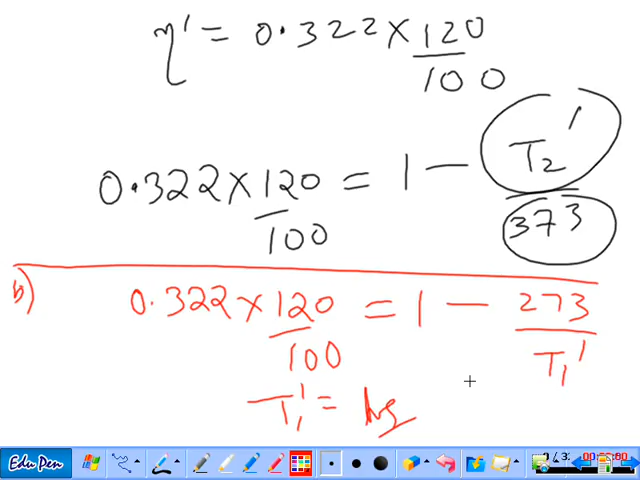 η' = 0.322 × 120/100
0.322 × 120/100 = 1 − T₂'/373
b) 0.322 × 120/100 = 1 − 273/T₁'
T₁' =
Edu Pen